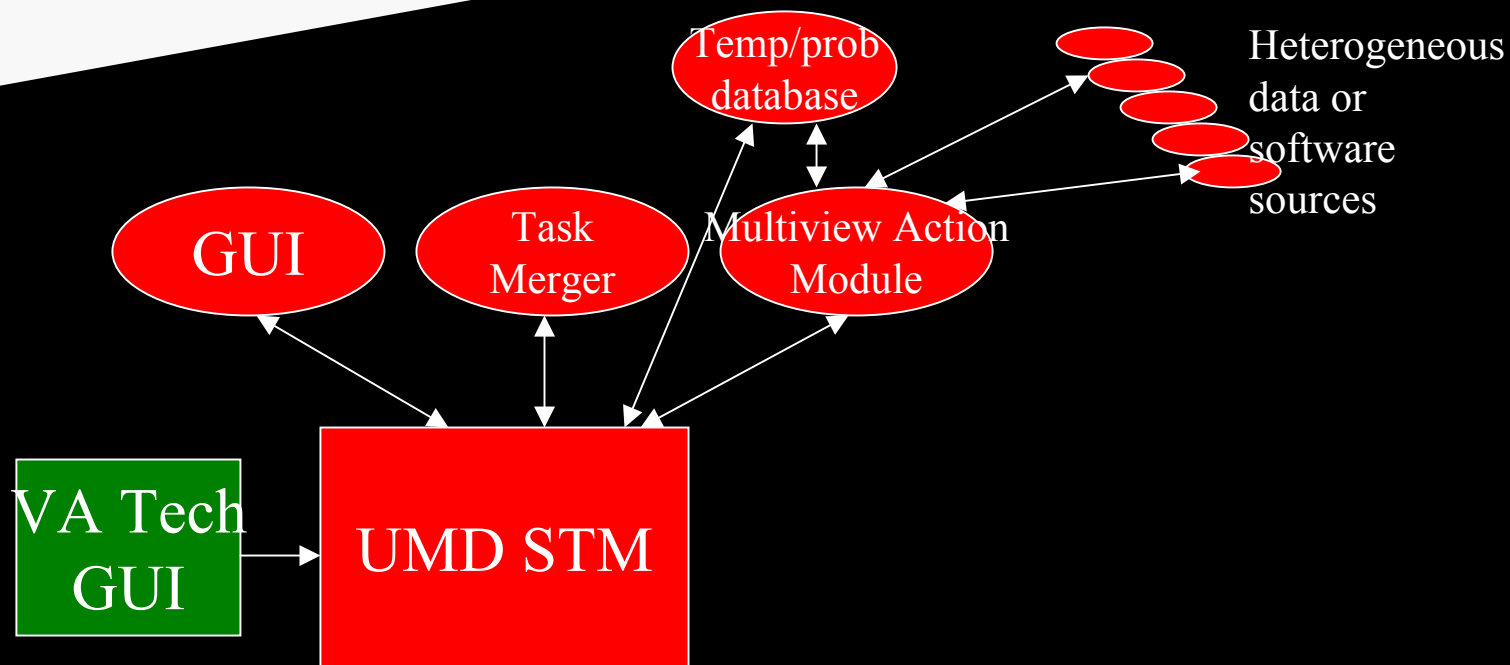 Temp/prob
database
Heterogeneous
data or
software
sources
GUI
Task
Merger
Multiview Action
Module
VA Tech
GUI
UMD STM